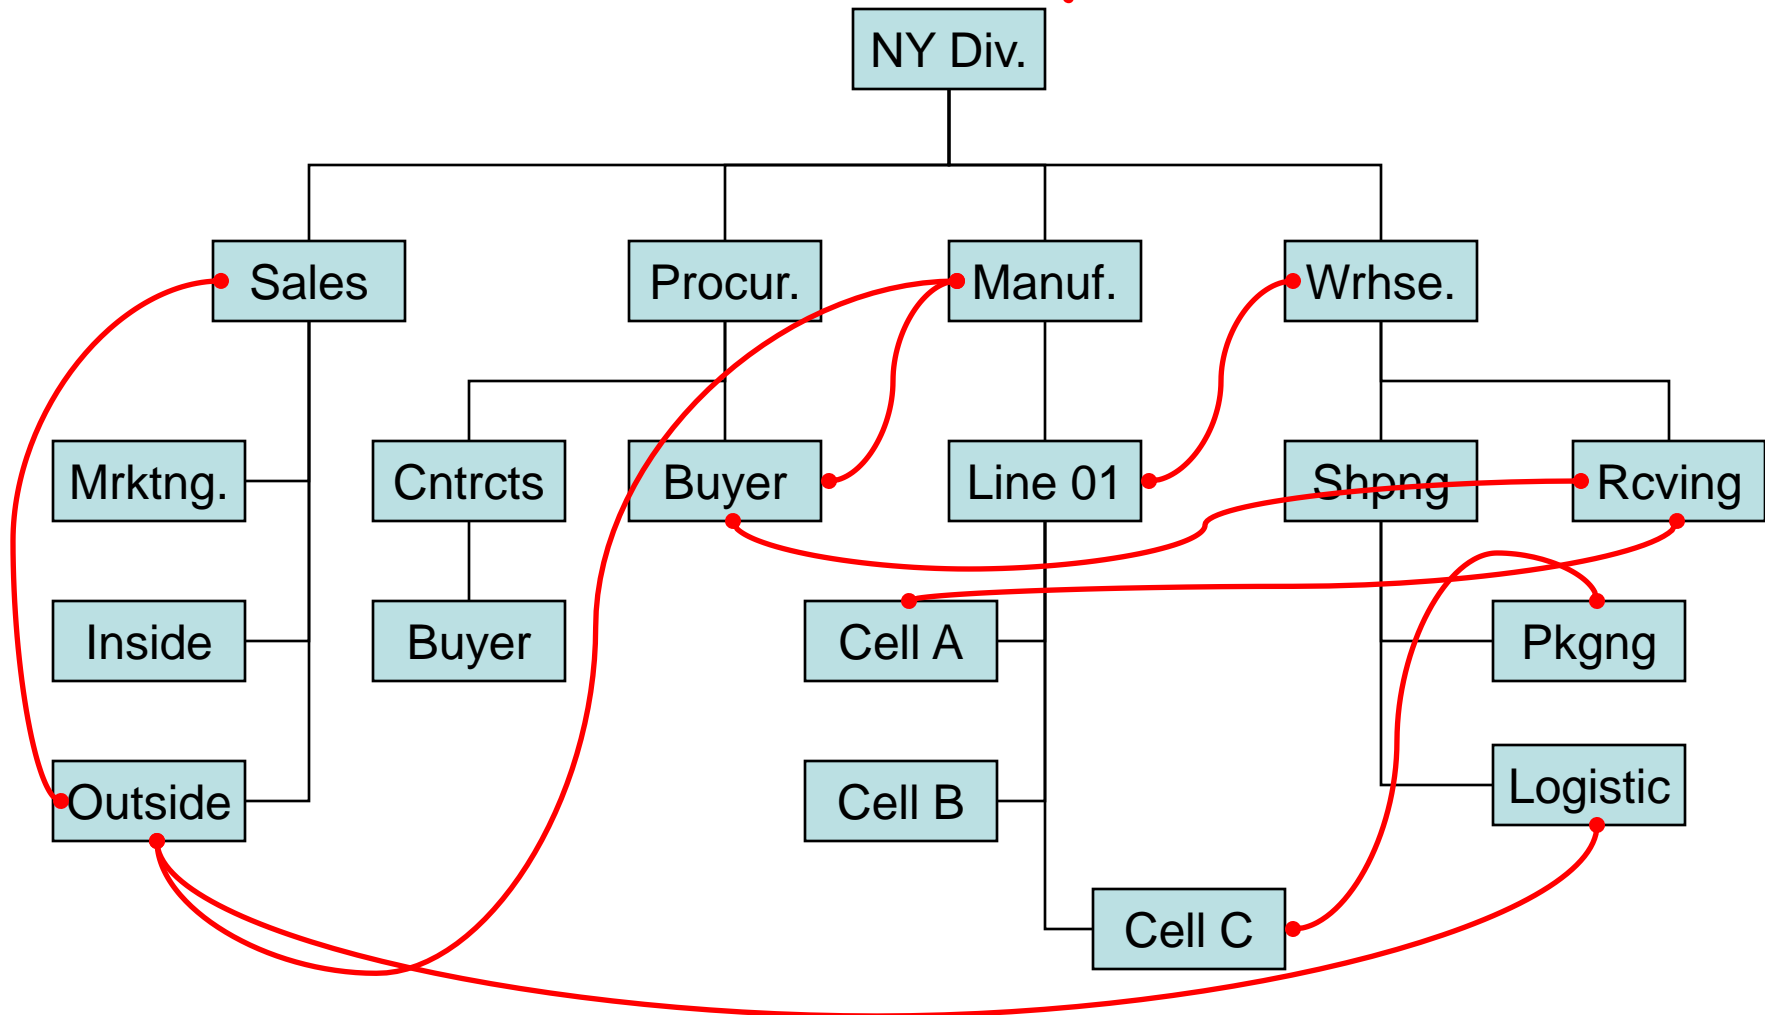 NY Div.
Sales
Procur.
Manuf.
Wrhse.
Mrktng.
Cntrcts
Buyer
Line 01
Shpng
Rcving
Inside
Buyer
Cell A
Pkgng
Outside
Cell B
Logistic
Cell C